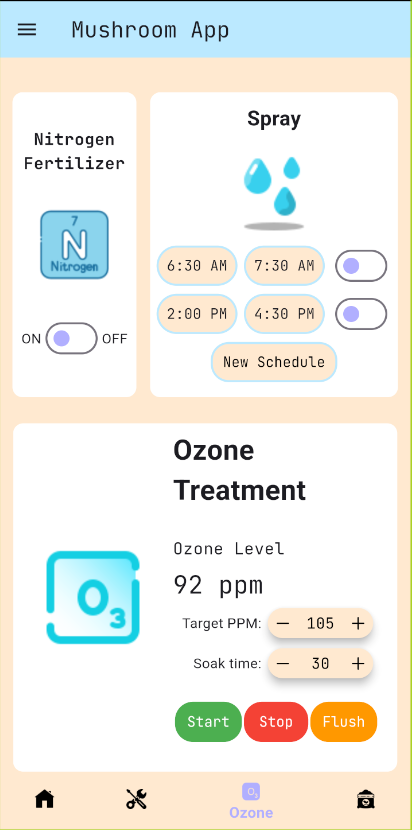 Mushroom App
Nitrogen
Fertilizer
7
N
Nitrogen
ON OFF
Spray
6:30 AM 7:30 AM
2:00 PM 4:30 PM
New Schedule
Ozone
Treatment
O3
Ozone Level
92 ppm
Target PPM: − 105 +
Soak time: − 30 +
Start Stop Flush
O3
Ozone